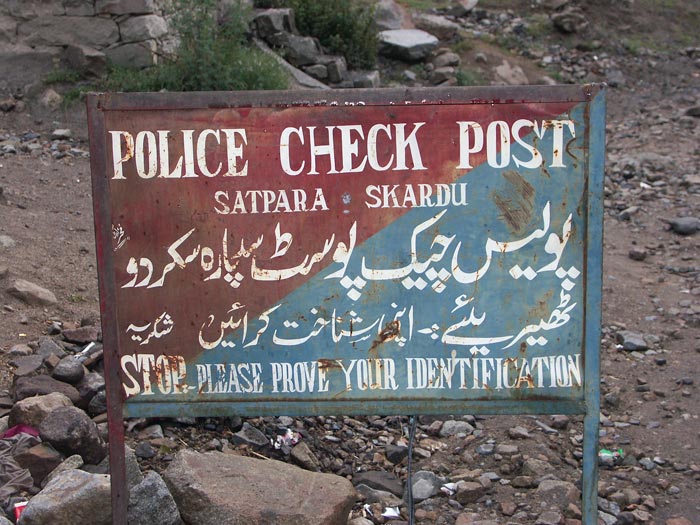 POLICE CHECK POST
SATPARA SKARDU
پولیس چیک پوسٹ سپارہ سکردو
ٹھیریئے :- اپنی شناخت کرائیں شکریہ
STOP - PLEASE PROVE YOUR IDENTIFICATION